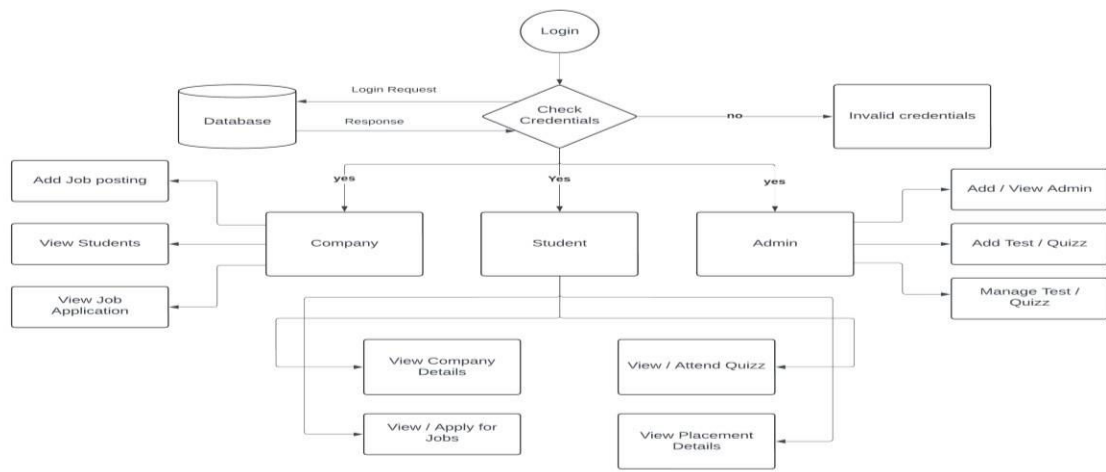 Login
Login Request
Check
Credentials
Database
Response
no
Invalid credentials
Add Job posting
yes
Yes
yes
Add / View Admin
View Students
Company
Student
Admin
Add Test / Quizz
View Job
Application
Manage Test /
Quizz
View Company
Details
View / Attend Quizz
View / Apply for
Jobs
View Placement
Details